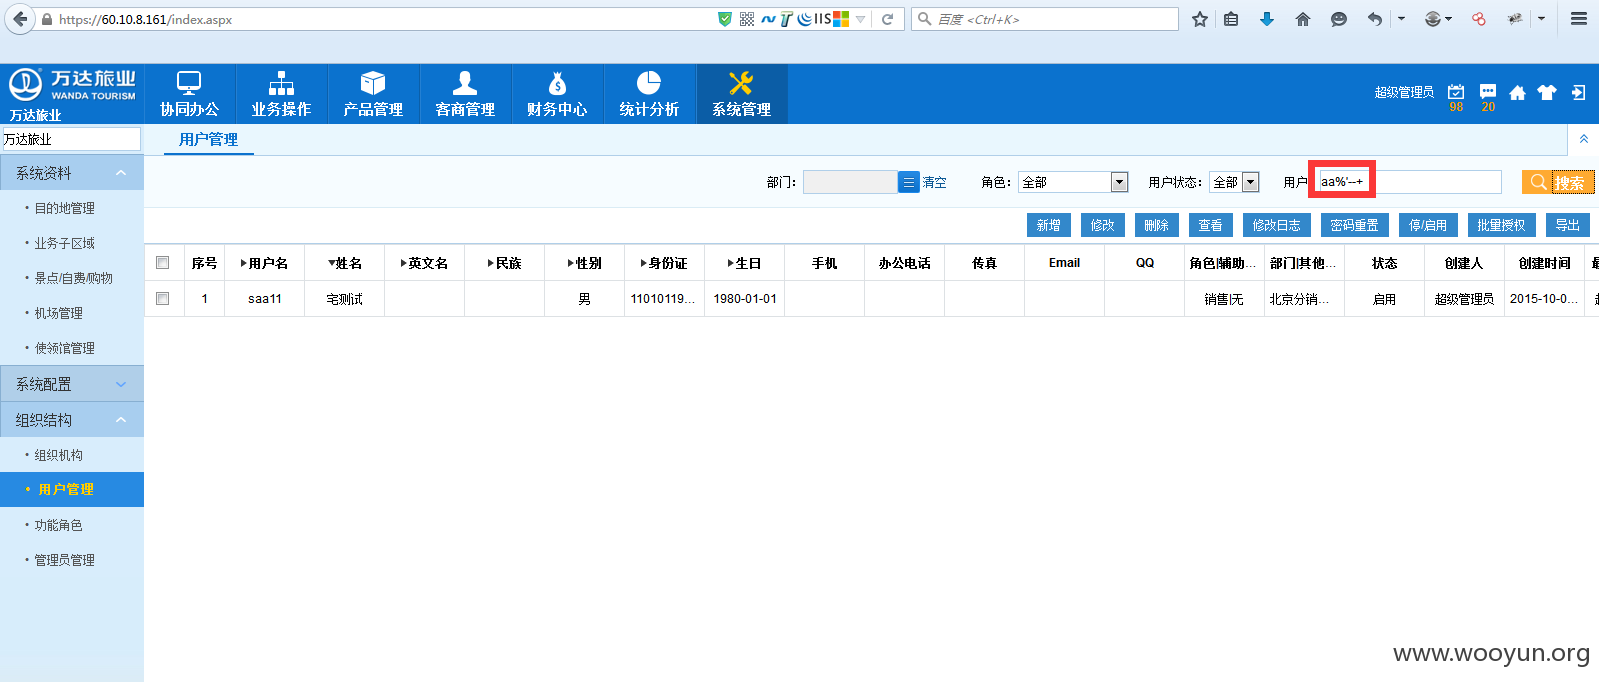 https://60.10.8.161/index.aspx
IIS
百度 <Ctrl+K>
万达旅业
WANDA TOURISM
万达旅业
协同办公
业务操作
产品管理
客商管理
财务中心
统计分析
系统管理
超级管理员
98
20
万达旅业
用户管理
系统资料
目的地管理
业务子区域
景点/自费/购物
机场管理
使领馆管理
系统配置
组织结构
组织机构
用户管理
功能角色
管理员管理
部门： 清空 角色： 全部 用户状态： 全部 用户 aa%'--+ 搜索
新增 修改 删除 查看 修改日志 密码重置 停/启用 批量授权 导出
序号 用户名 姓名 英文名 民族 性别 身份证 生日 手机 办公电话 传真 Email QQ 角色|辅助... 部门|其他... 状态 创建人 创建时间
1 saa11 宅测试 男 11010119... 1980-01-01 销售|无 北京分销... 启用 超级管理员 2015-10-0...
www.wooyun.org